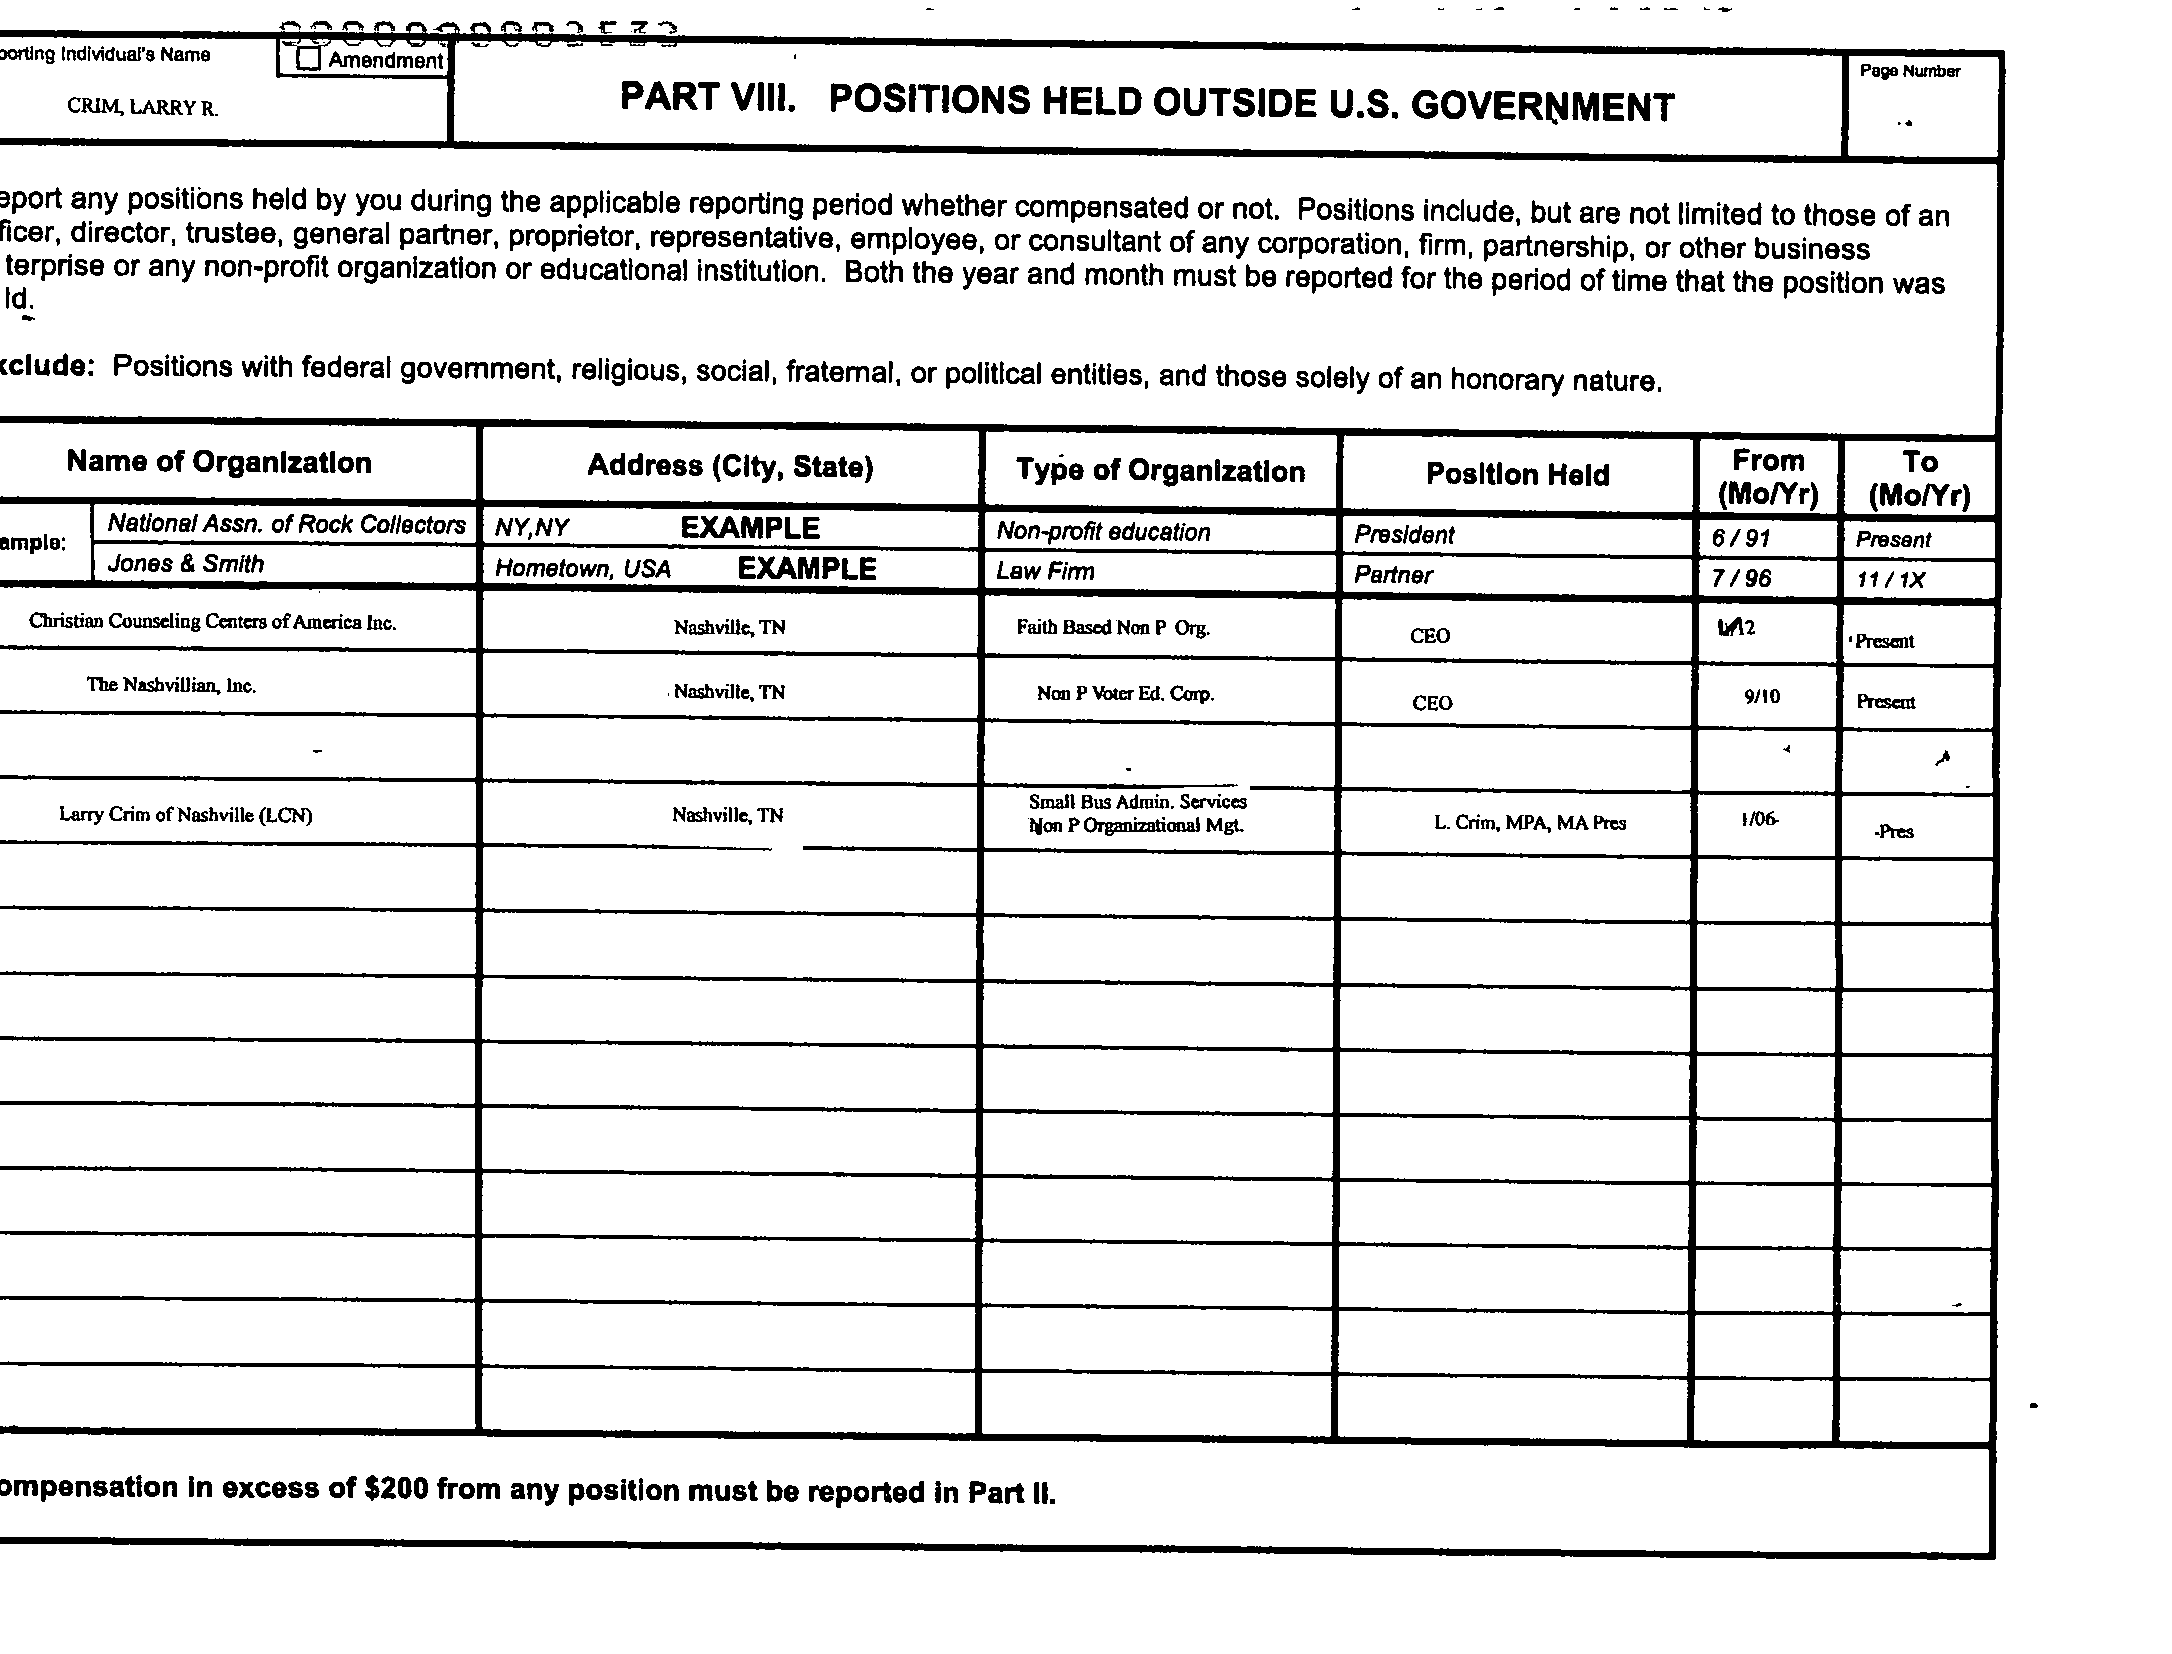 porting Individual's Name
Amendment
CRIM, LARRY R.
PART VIII. POSITIONS HELD OUTSIDE U.S. GOVERNMENT
Page Number
eport any positions held by you during the applicable reporting period whether compensated or not. Positions include, but are not limited to those of an
ficer, director, trustee, general partner, proprietor, representative, employee, or consultant of any corporation, firm, partnership, or other business
terprise or any non-profit organization or educational institution. Both the year and month must be reported for the period of time that the position was
ld.
xclude: Positions with federal government, religious, social, fraternal, or political entities, and those solely of an honorary nature.
Name of Organization Address (City, State) Type of Organization Position Held From (Mo/Yr) To (Mo/Yr)
ample: National Assn. of Rock Collectors NY,NY EXAMPLE Non-profit education President 6 / 91 Present
Jones & Smith Hometown, USA EXAMPLE Law Firm Partner 7 / 96 11 / 1X
Christian Counseling Centers of America Inc. Nashville, TN Faith Based Non P Org. CEO Present
The Nashvillian, Inc. Nashville, TN Non P Voter Ed. Corp. CEO 9/10 Present
Larry Crim of Nashville (LCN) Nashville, TN Small Bus Admin. Services Non P Organizational Mgt. L. Crim, MPA, MA Pres 1/06- -Pres
ompensation in excess of $200 from any position must be reported in Part II.